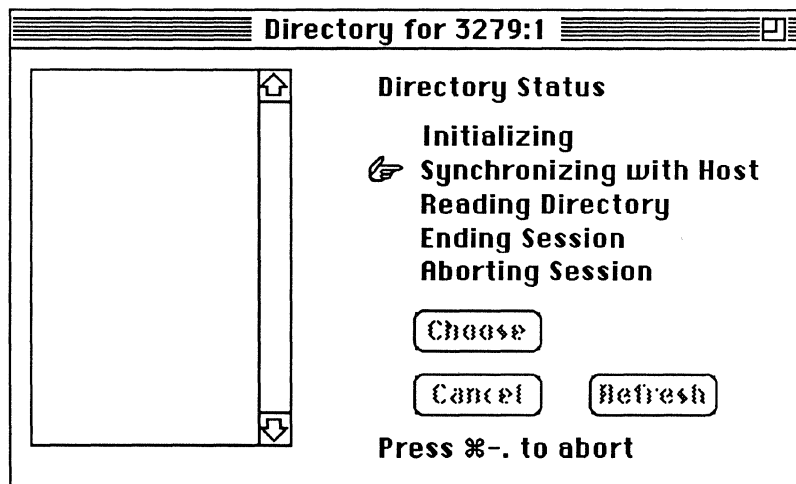 Directory for 3279:1
Directory Status
Initializing
Synchronizing with Host
Reading Directory
Ending Session
Aborting Session
Choose
Cancel
Refresh
Press ⌘-. to abort